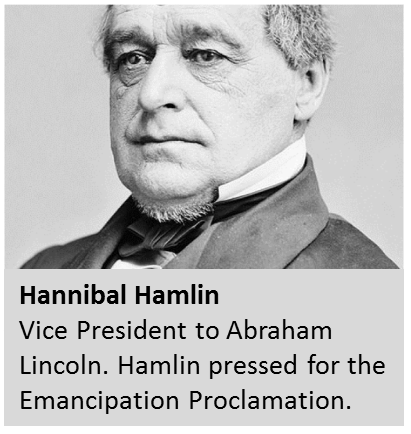 Hannibal Hamlin
Vice President to Abraham
Lincoln. Hamlin pressed for the
Emancipation Proclamation.